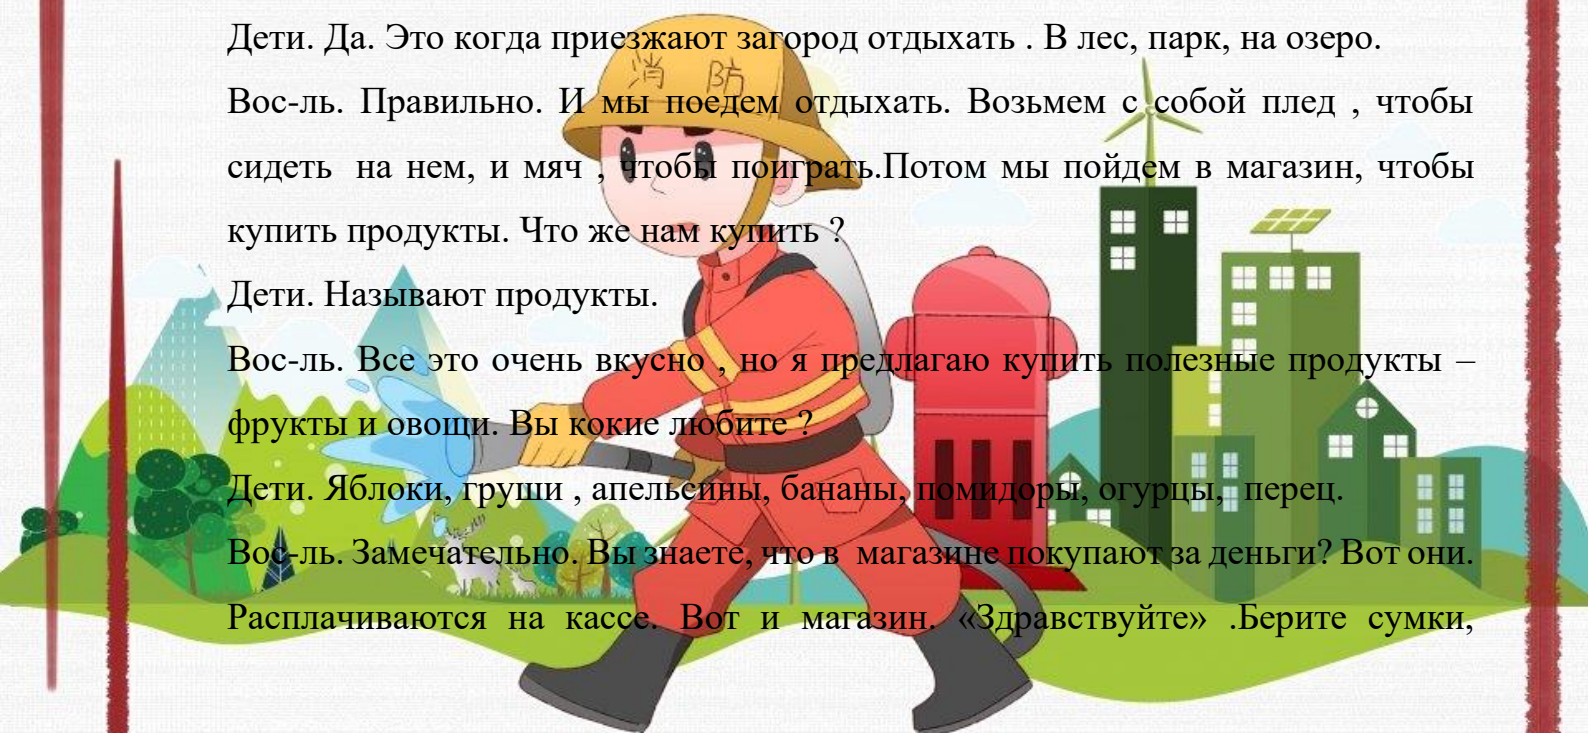 Дети. Да. Это когда приезжают загород отдыхать . В лес, парк, на озеро.
消 防
Вос-ль. Правильно. И мы поедем отдыхать. Возьмем с собой плед , чтобы
сидеть на нем, и мяч , чтобы поиграть.Потом мы пойдем в магазин, чтобы
купить продукты. Что же нам купить ?
Дети. Называют продукты.
Вос-ль. Все это очень вкусно , но я предлагаю купить полезные продукты –
фрукты и овощи. Вы кокие любите ?
Дети. Яблоки, груши , апельсины, бананы, помидоры, огурцы, перец.
Вос-ль. Замечательно. Вы знаете, что в магазине покупают за деньги? Вот они.
Расплачиваются на кассе. Вот и магазин. «Здравствуйте» .Берите сумки,